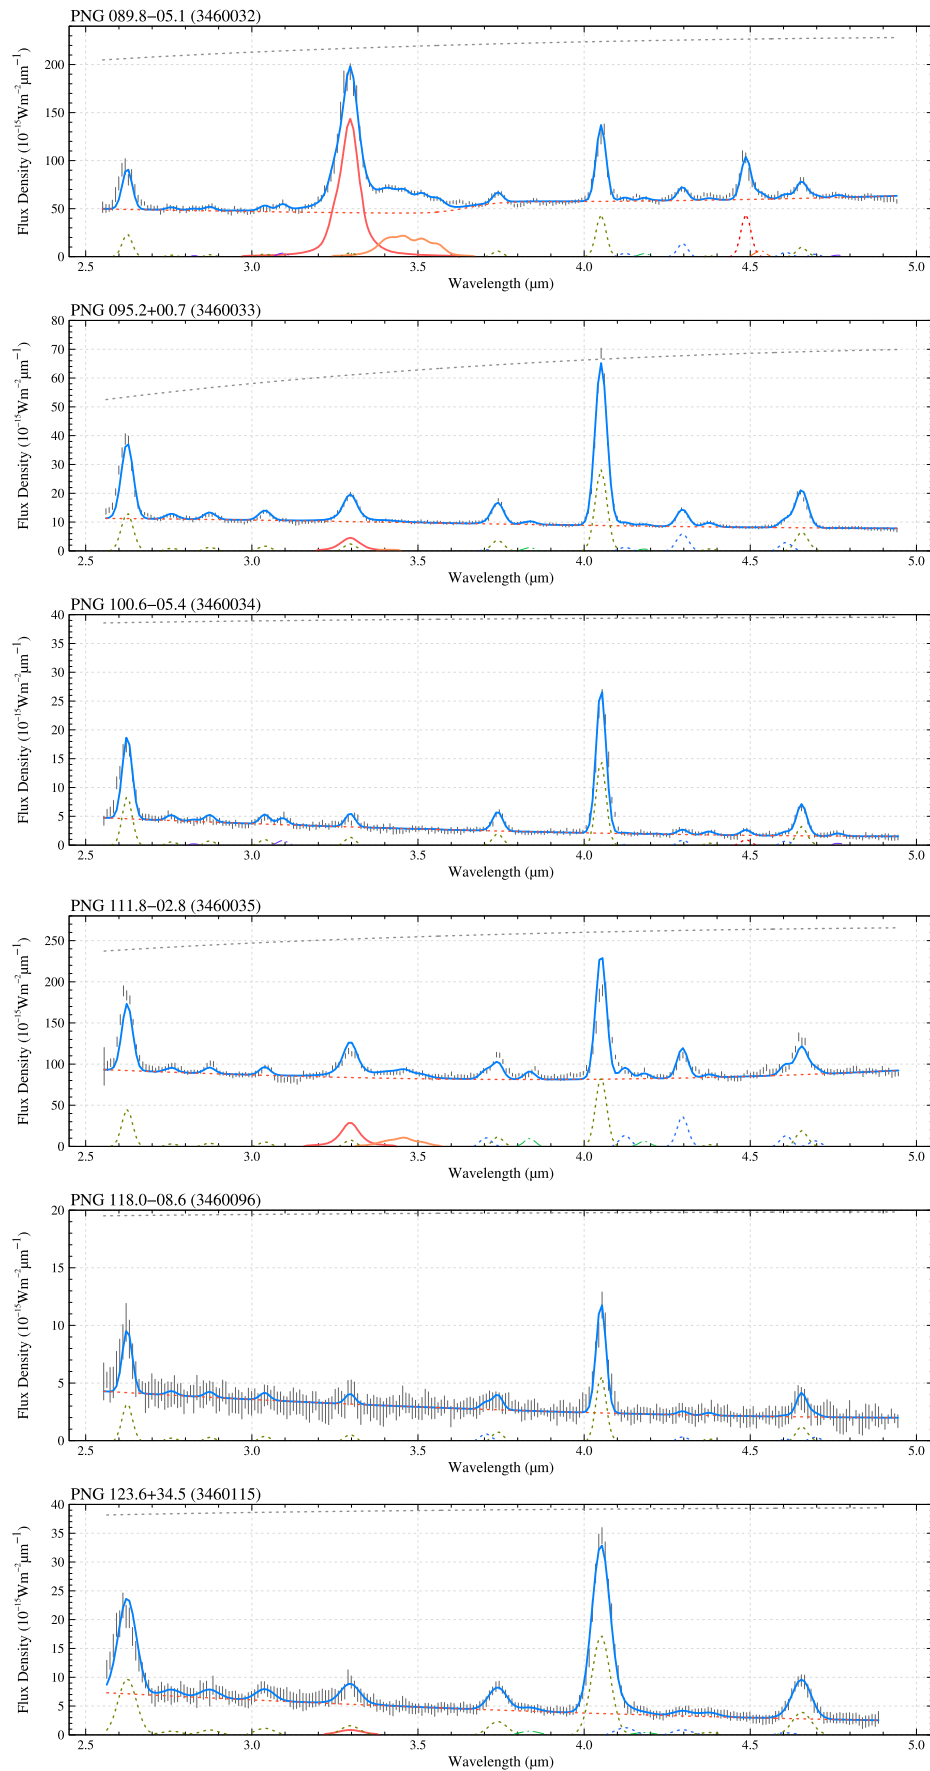 PNG 089.8−05.1 (3460032)
Flux Density (10⁻¹⁵Wm⁻²μm⁻¹)
200
150
100
50
0
2.5 3.0 3.5 4.0 4.5 5.0
Wavelength (μm)
PNG 095.2+00.7 (3460033)
Flux Density (10⁻¹⁵Wm⁻²μm⁻¹)
80
70
60
50
40
30
20
10
0
2.5 3.0 3.5 4.0 4.5 5.0
Wavelength (μm)
PNG 100.6−05.4 (3460034)
Flux Density (10⁻¹⁵Wm⁻²μm⁻¹)
40
35
30
25
20
15
10
5
0
2.5 3.0 3.5 4.0 4.5 5.0
Wavelength (μm)
PNG 111.8−02.8 (3460035)
Flux Density (10⁻¹⁵Wm⁻²μm⁻¹)
250
200
150
100
50
0
2.5 3.0 3.5 4.0 4.5 5.0
Wavelength (μm)
PNG 118.0−08.6 (3460096)
Flux Density (10⁻¹⁵Wm⁻²μm⁻¹)
20
15
10
5
0
2.5 3.0 3.5 4.0 4.5 5.0
Wavelength (μm)
PNG 123.6+34.5 (3460115)
Flux Density (10⁻¹⁵Wm⁻²μm⁻¹)
40
35
30
25
20
15
10
5
0
2.5 3.0 3.5 4.0 4.5 5.0
Wavelength (μm)